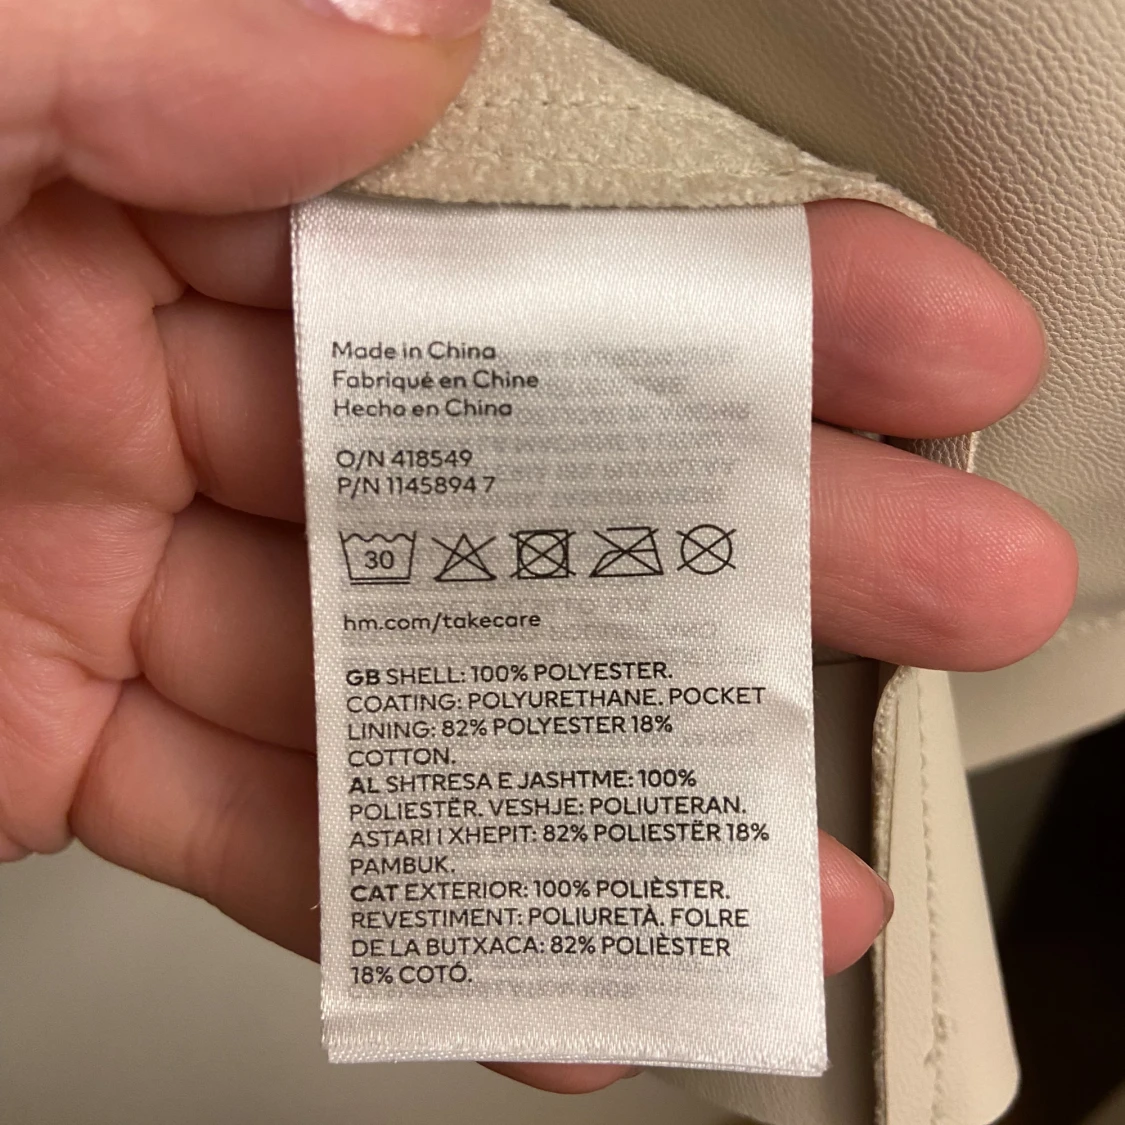 Made in China
Fabriqué en Chine
Hecho en China
O/N 418549
P/N 1145894 7
30
hm.com/takecare
GB SHELL: 100% POLYESTER.
COATING: POLYURETHANE. POCKET
LINING: 82% POLYESTER 18%
COTTON.
AL SHTRESA E JASHTME: 100%
POLIESTËR. VESHJE: POLIUTERAN.
ASTARI I XHEPIT: 82% POLIESTËR 18%
PAMBUK.
CAT EXTERIOR: 100% POLIÈSTER.
REVESTIMENT: POLIURETÀ. FOLRE
DE LA BUTXACA: 82% POLIÈSTER
18% COTÓ.